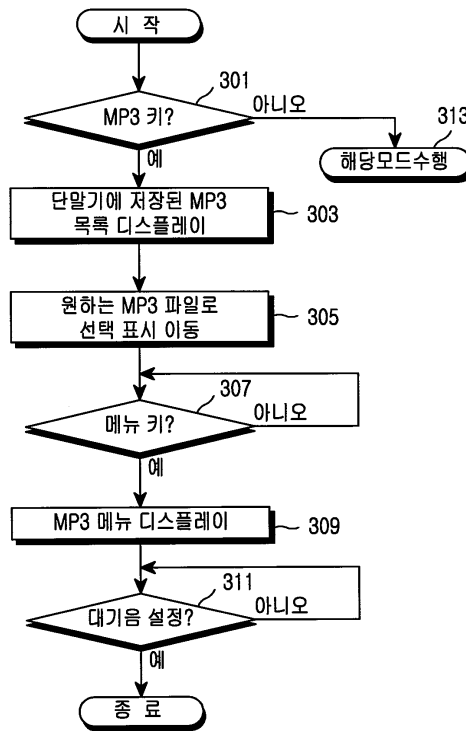 시 작
301
MP3 키?
아니오
313
예
해당모드수행
단말기에 저장된 MP3
목록 디스플레이
303
원하는 MP3 파일로
선택 표시 이동
305
307
메뉴 키?
아니오
예
MP3 메뉴 디스플레이
309
311
대기음 설정?
아니오
예
종 료